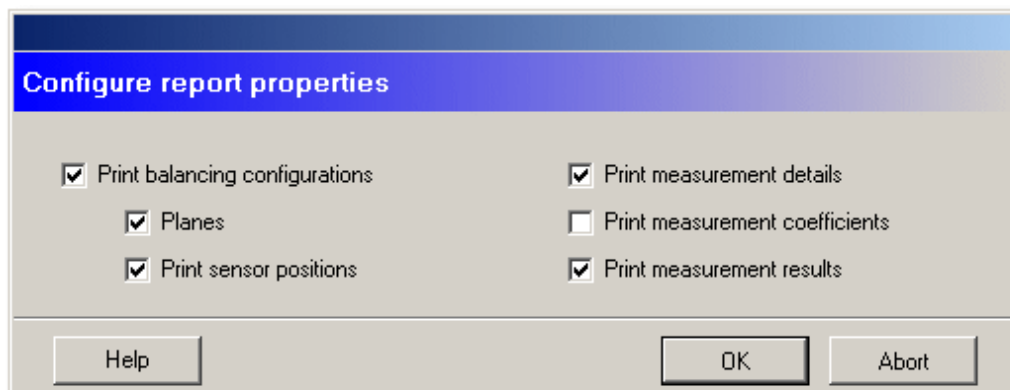 Configure report properties
Print balancing configurations
Print measurement details
Planes
Print measurement coefficients
Print sensor positions
Print measurement results
Help
OK
Abort